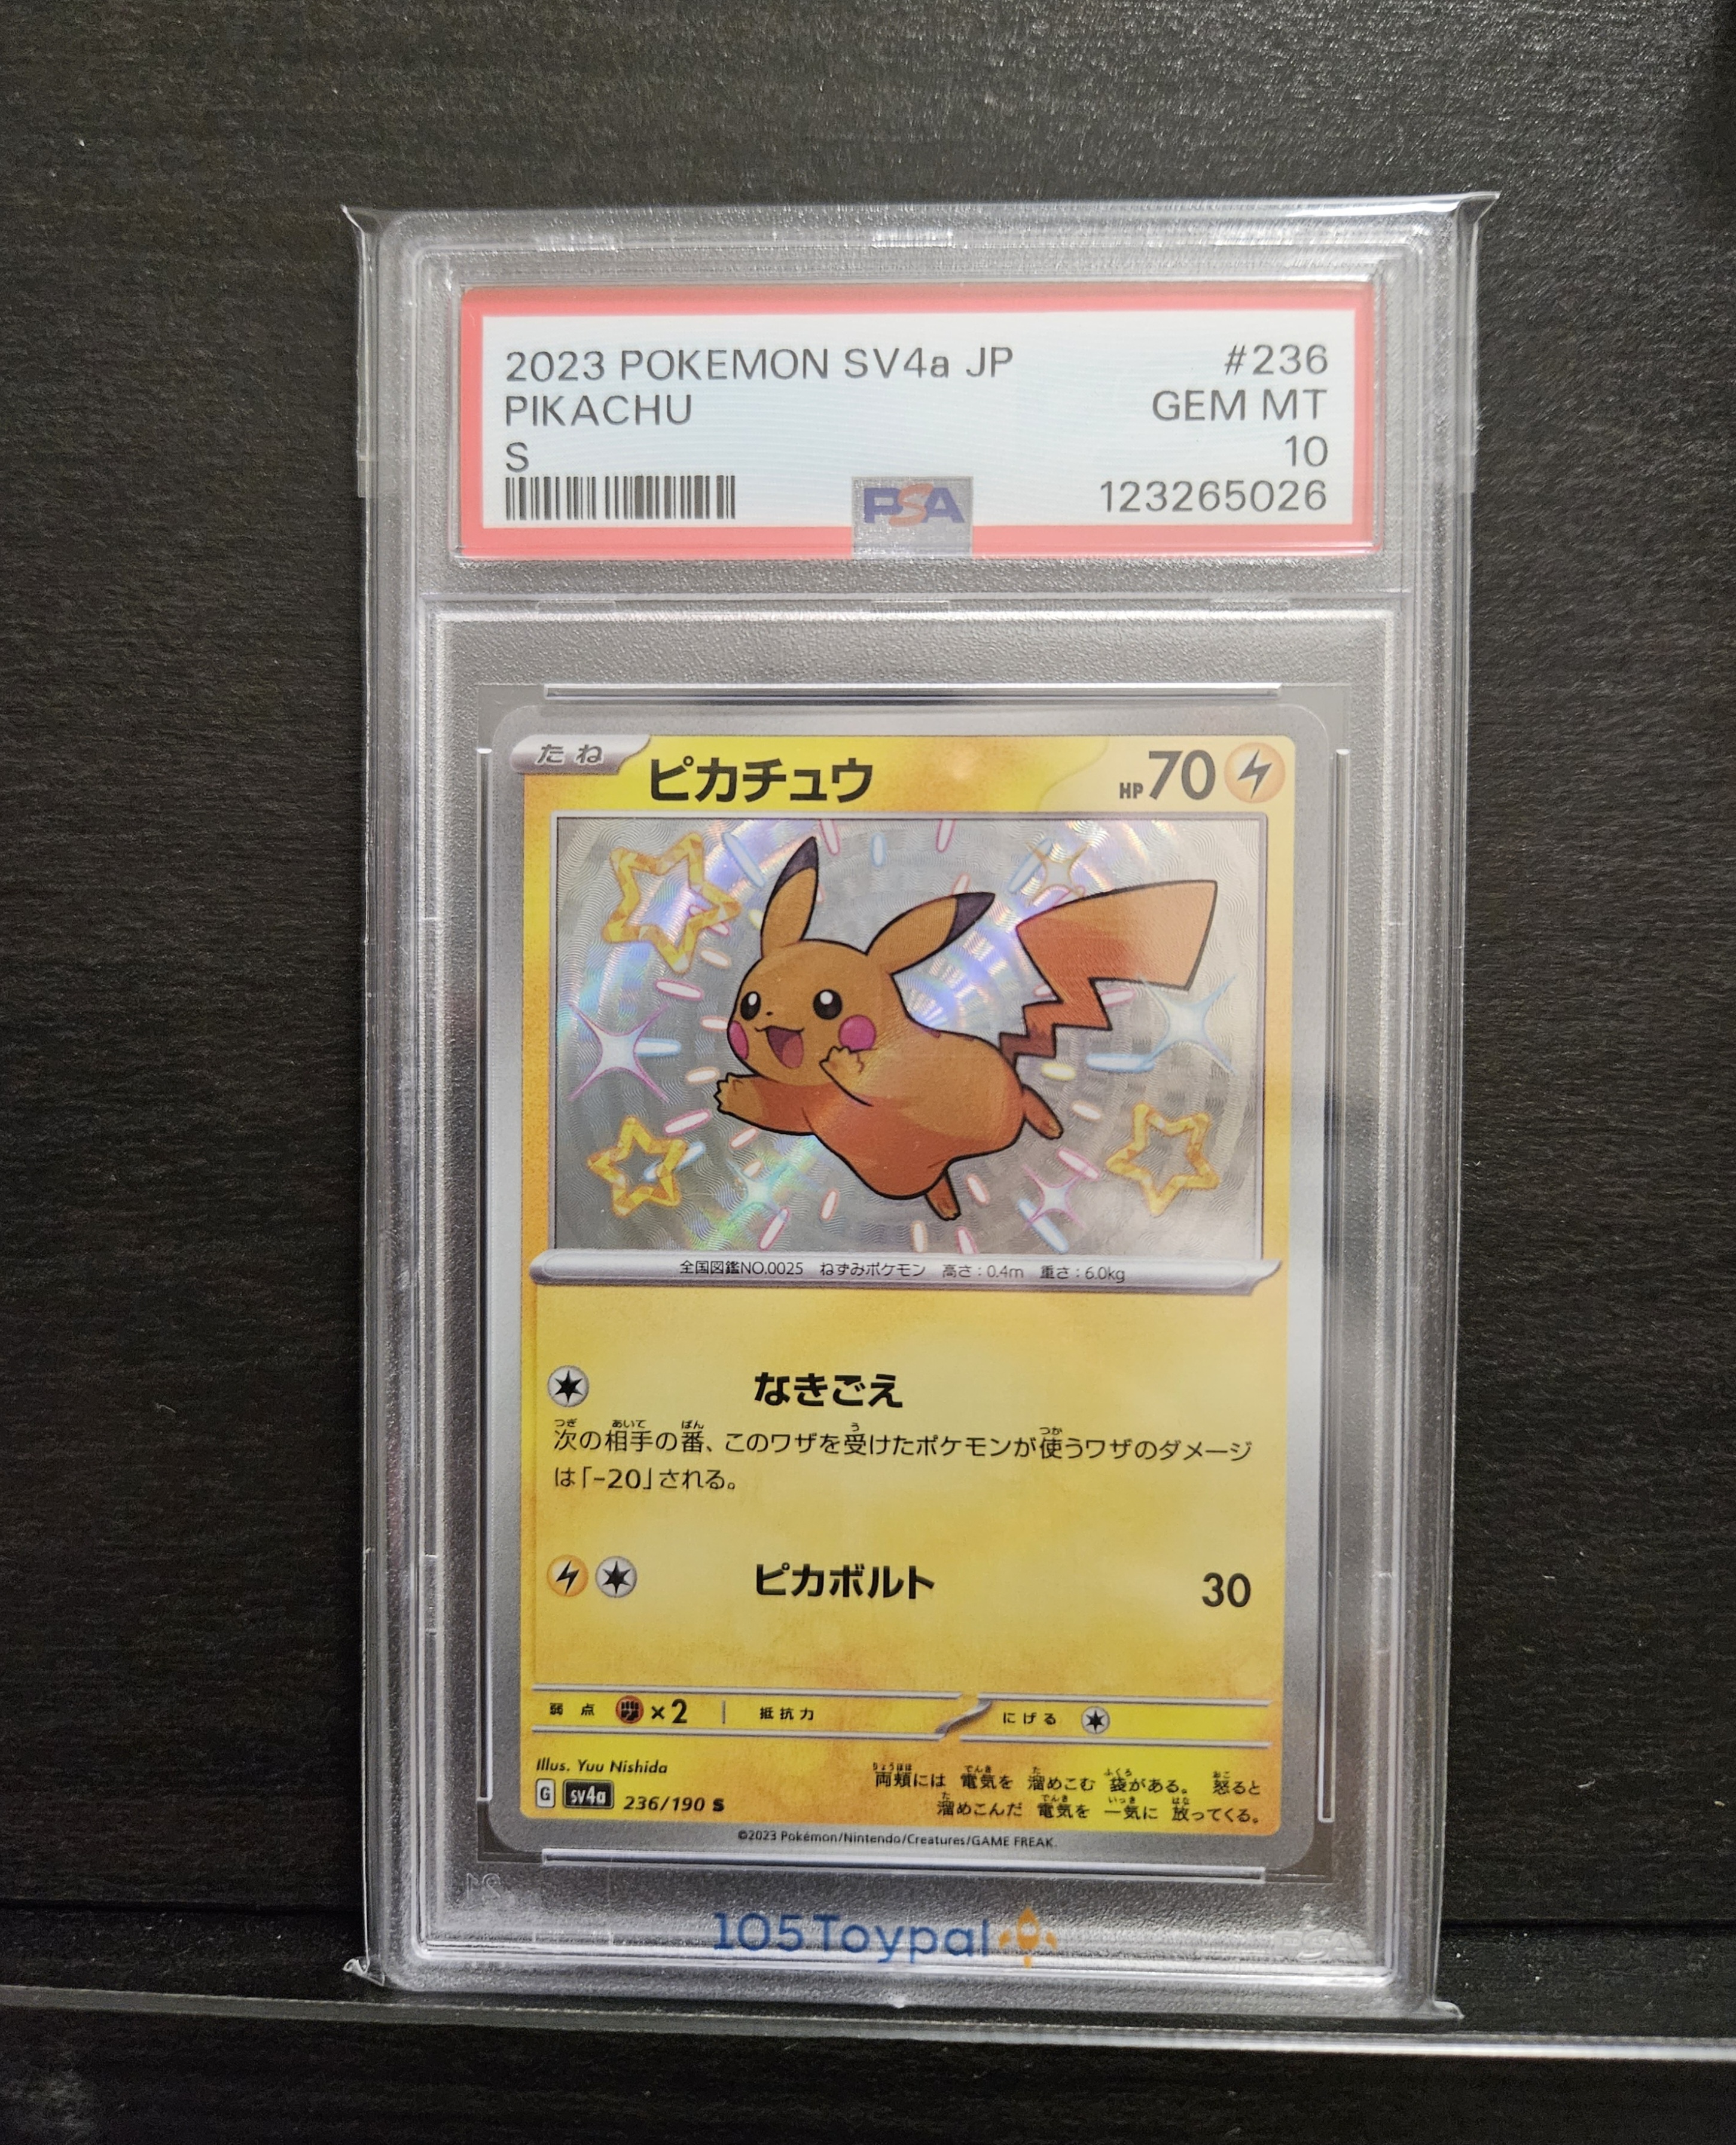 2023 POKEMON SV4a JP #236
PIKACHU GEM MT
S 10
PSA 123265026
たね ピカチュウ HP70
全国図鑑NO.0025 ねずみポケモン 高さ:0.4m 重さ:6.0kg
なきごえ
次の相手の番、このワザを受けたポケモンが使うワザのダメージ
は「-20」される。
ピカボルト 30
弱点 ×2 抵抗力 にげる
Illus. Yuu Nishida
G sv4a 236/190 S
両頬には 電気を 溜めこむ 袋がある。 怒ると
溜めこんだ 電気を 一気に 放ってくる。
©2023 Pokémon/Nintendo/Creatures/GAME FREAK.
105Toypal